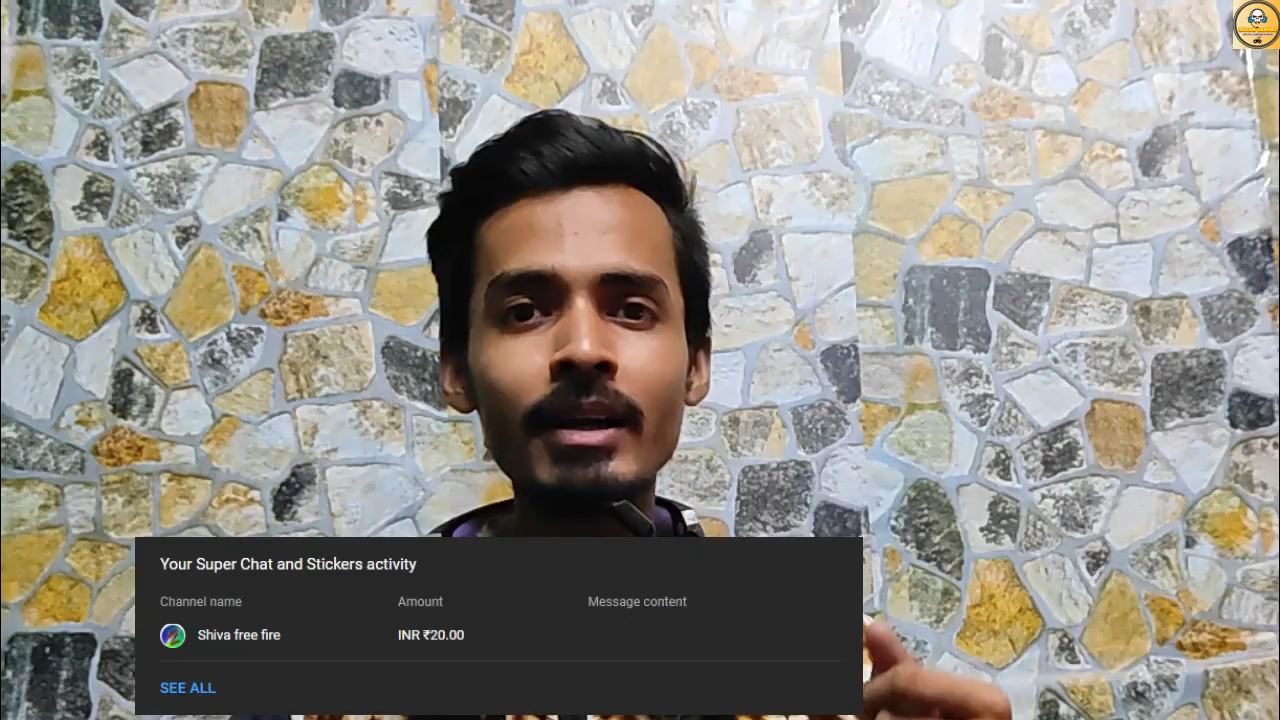 Your Super Chat and Stickers activity
Channel name Amount Message content
Shiva free fire INR ₹20.00
SEE ALL